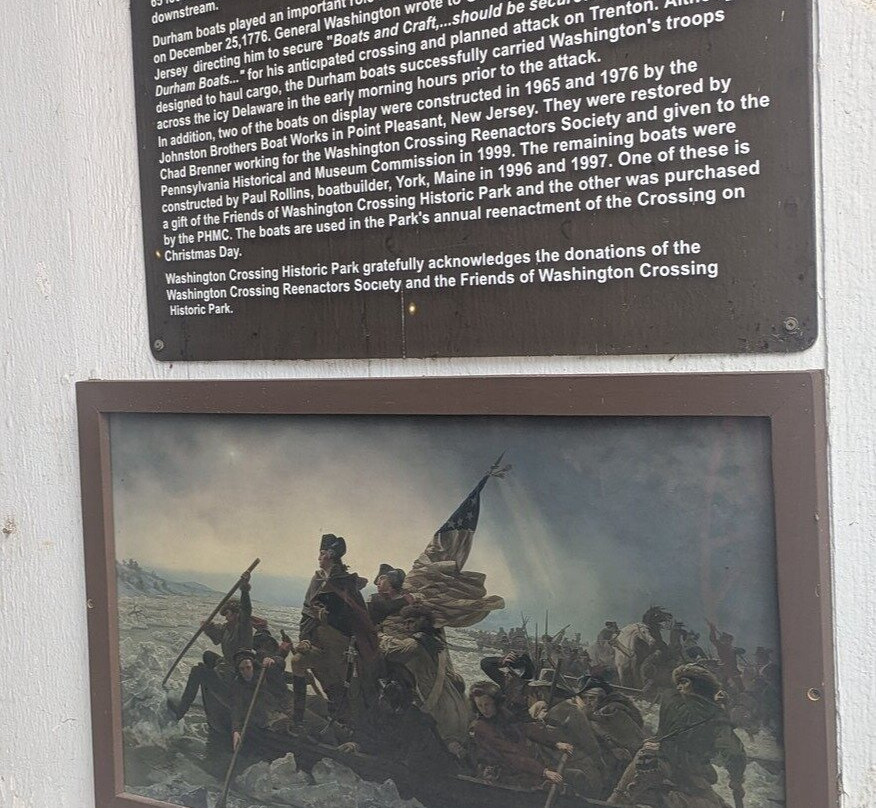 downstream.
Durham boats played an important role
on December 25,1776. General Washington wrote to
Jersey directing him to secure "Boats and Craft,...should be secured
Durham Boats..." for his anticipated crossing and planned attack on Trenton.
designed to haul cargo, the Durham boats successfully carried Washington's troops
across the icy Delaware in the early morning hours prior to the attack.
In addition, two of the boats on display were constructed in 1965 and 1976 by the
Johnston Brothers Boat Works in Point Pleasant, New Jersey. They were restored by
Chad Brenner working for the Washington Crossing Reenactors Society and given to the
Pennsylvania Historical and Museum Commission in 1999. The remaining boats were
constructed by Paul Rollins, boatbuilder, York, Maine in 1996 and 1997. One of these is
a gift of the Friends of Washington Crossing Historic Park and the other was purchased
by the PHMC. The boats are used in the Park's annual reenactment of the Crossing on
Christmas Day.
Washington Crossing Historic Park gratefully acknowledges the donations of the
Washington Crossing Reenactors Society and the Friends of Washington Crossing
Historic Park.